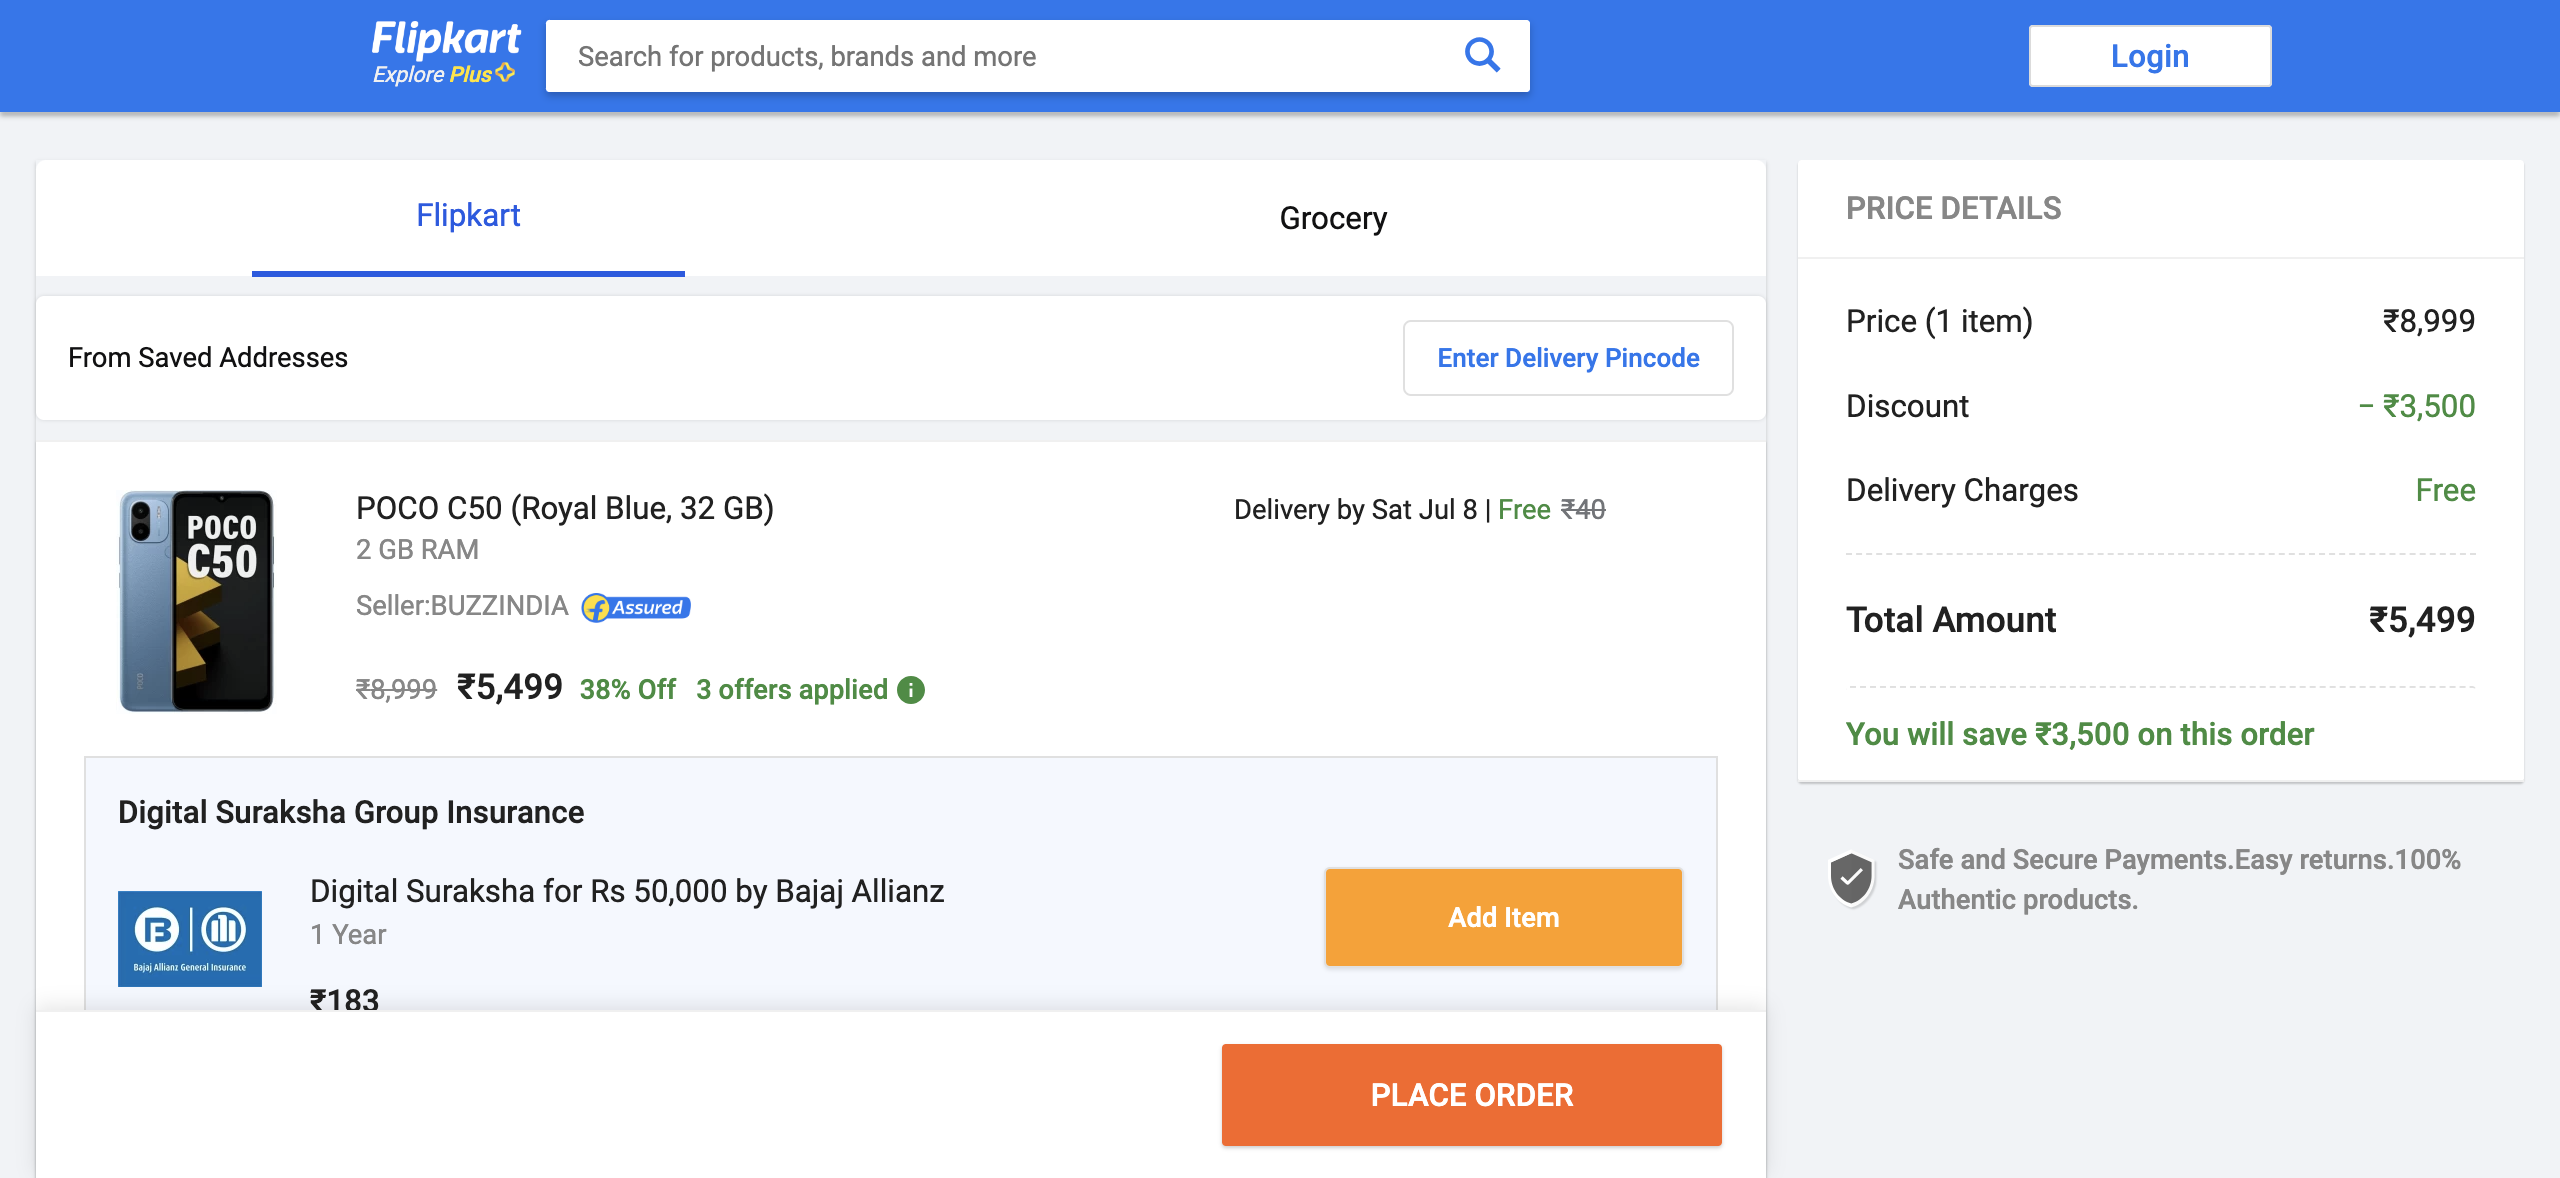 Flipkart
Explore Plus
Search for products, brands and more
Login
Flipkart
Grocery
From Saved Addresses
Enter Delivery Pincode
POCO C50 (Royal Blue, 32 GB)
2 GB RAM
Seller:BUZZINDIA
Assured
₹8,999 ₹5,499 38% Off 3 offers applied
Delivery by Sat Jul 8 | Free ₹40
POCO
C50
POCO
Digital Suraksha Group Insurance
Digital Suraksha for Rs 50,000 by Bajaj Allianz
1 Year
₹183
Bajaj Allianz General Insurance
Add Item
PLACE ORDER
PRICE DETAILS
Price (1 item) ₹8,999
Discount − ₹3,500
Delivery Charges Free
Total Amount ₹5,499
You will save ₹3,500 on this order
Safe and Secure Payments.Easy returns.100%
Authentic products.